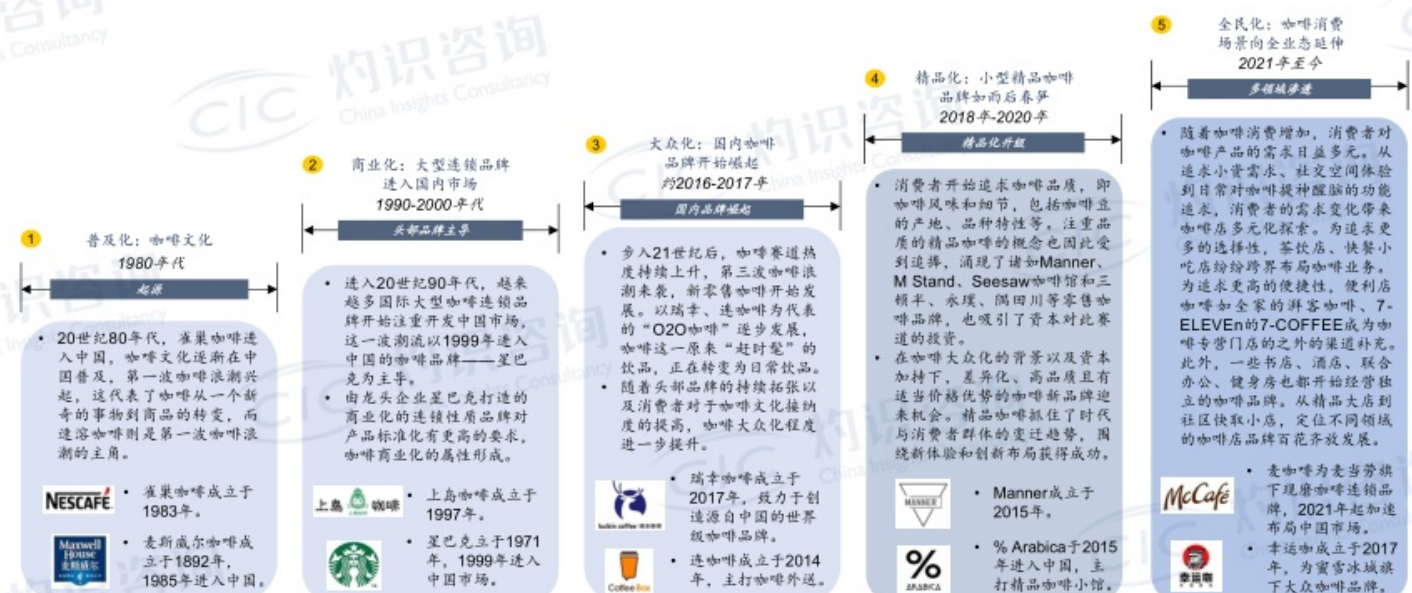 CIC 灼识咨询
China Insights Consultancy
1
普及化：咖啡文化
1980年代
起源
• 20世纪80年代，雀巢咖啡进
入中国，咖啡文化逐渐在中
国普及，第一波咖啡浪潮兴
起，这代表了咖啡从一个新
奇的事物到商品的转变，而
速溶咖啡则是第一波咖啡浪
潮的主角。
NESCAFÉ
• 雀巢咖啡成立于
1983年。
Maxwell
House
麦斯威尔
• 麦斯威尔咖啡成
立于1892年，
1985年进入中国。
2
商业化：大型连锁品牌
进入国内市场
1990-2000年代
头部品牌主导
• 进入20世纪90年代，越来
越多国际大型咖啡连锁品
牌开始注重开发中国市场，
这一波潮流以1999年进入
中国的咖啡品牌——星巴
克为主导。
• 由龙头企业星巴克打造的
商业化的连锁性质品牌对
产品标准化有更高的要求，
咖啡商业化的属性形成。
上岛 咖啡
• 上岛咖啡成立于
1997年。
• 星巴克立于1971
年，1999年进入
中国市场。
3
大众化：国内咖啡
品牌开始崛起
约2016-2017年
国内品牌崛起
• 步入21世纪后，咖啡赛道热
度持续上升，第三波咖啡浪
潮来袭，新零售咖啡开始发
展。以瑞幸、连咖啡为代表
的“O2O咖啡”逐步发展，
咖啡这一原来“赶时髦”的
饮品，正在转变为日常饮品。
• 随着头部品牌的持续拓张以
及消费者对于咖啡文化接纳
度的提高，咖啡大众化程度
进一步提升。
luckin coffee 瑞幸咖啡
• 瑞幸咖啡成立于
2017年，致力于创
造源自中国的世界
级咖啡品牌。
Coffee Box
• 连咖啡成立于2014
年，主打咖啡外送。
4
精品化：小型精品咖啡
品牌如雨后春笋
2018年-2020年
精品化升级
• 消费者开始追求咖啡品质，即
咖啡风味和细节，包括咖啡豆
的产地、品种特性等。注重品
质的精品咖啡的概念也因此受
到追捧，涌现了诸如Manner、
M Stand、Seesaw咖啡馆和三
顿半、永璞、隅田川等零售咖
啡品牌，也吸引了资本对此赛
道的投资。
• 在咖啡大众化的背景以及资本
加持下，差异化、高品质且有
适当价格优势的咖啡新品牌迎
来机会。精品咖啡抓住了时代
与消费者群体的变迁趋势，围
绕新体验和创新布局获得成功。
MANNER
• Manner成立于
2015年。
%
ARABICA
• % Arabica于2015
年进入中国，主
打精品咖啡小馆。
5
全民化：咖啡消费
场景向全业态延伸
2021年至今
多领域渗透
• 随着咖啡消费增加，消费者对
咖啡产品的需求日益多元。从
追求小资需求、社交空间体验
到日常对咖啡提神醒脑的功能
追求，消费者的需求变化带来
咖啡店多元化探索。为追求更
多的选择性，茶饮店、快餐小
吃店纷纷跨界布局咖啡业务。
为追求更高的便捷性，便利店
咖啡如全家的湃客咖啡、7-
ELEVEn的7-COFFEE成为咖
啡专营门店的之外的渠道补充。
此外，一些书店、酒店、联合
办公、健身房也都开始经营独
立的咖啡品牌。从精品大店到
社区快取小店，定位不同领域
的咖啡店品牌百花齐放发展。
McCafé
• 麦咖啡为麦当劳旗
下现磨咖啡连锁品
牌，2021年起加速
布局中国市场。
幸运咖
• 幸运咖成立于2017
年，为蜜雪冰城旗
下大众咖啡品牌。